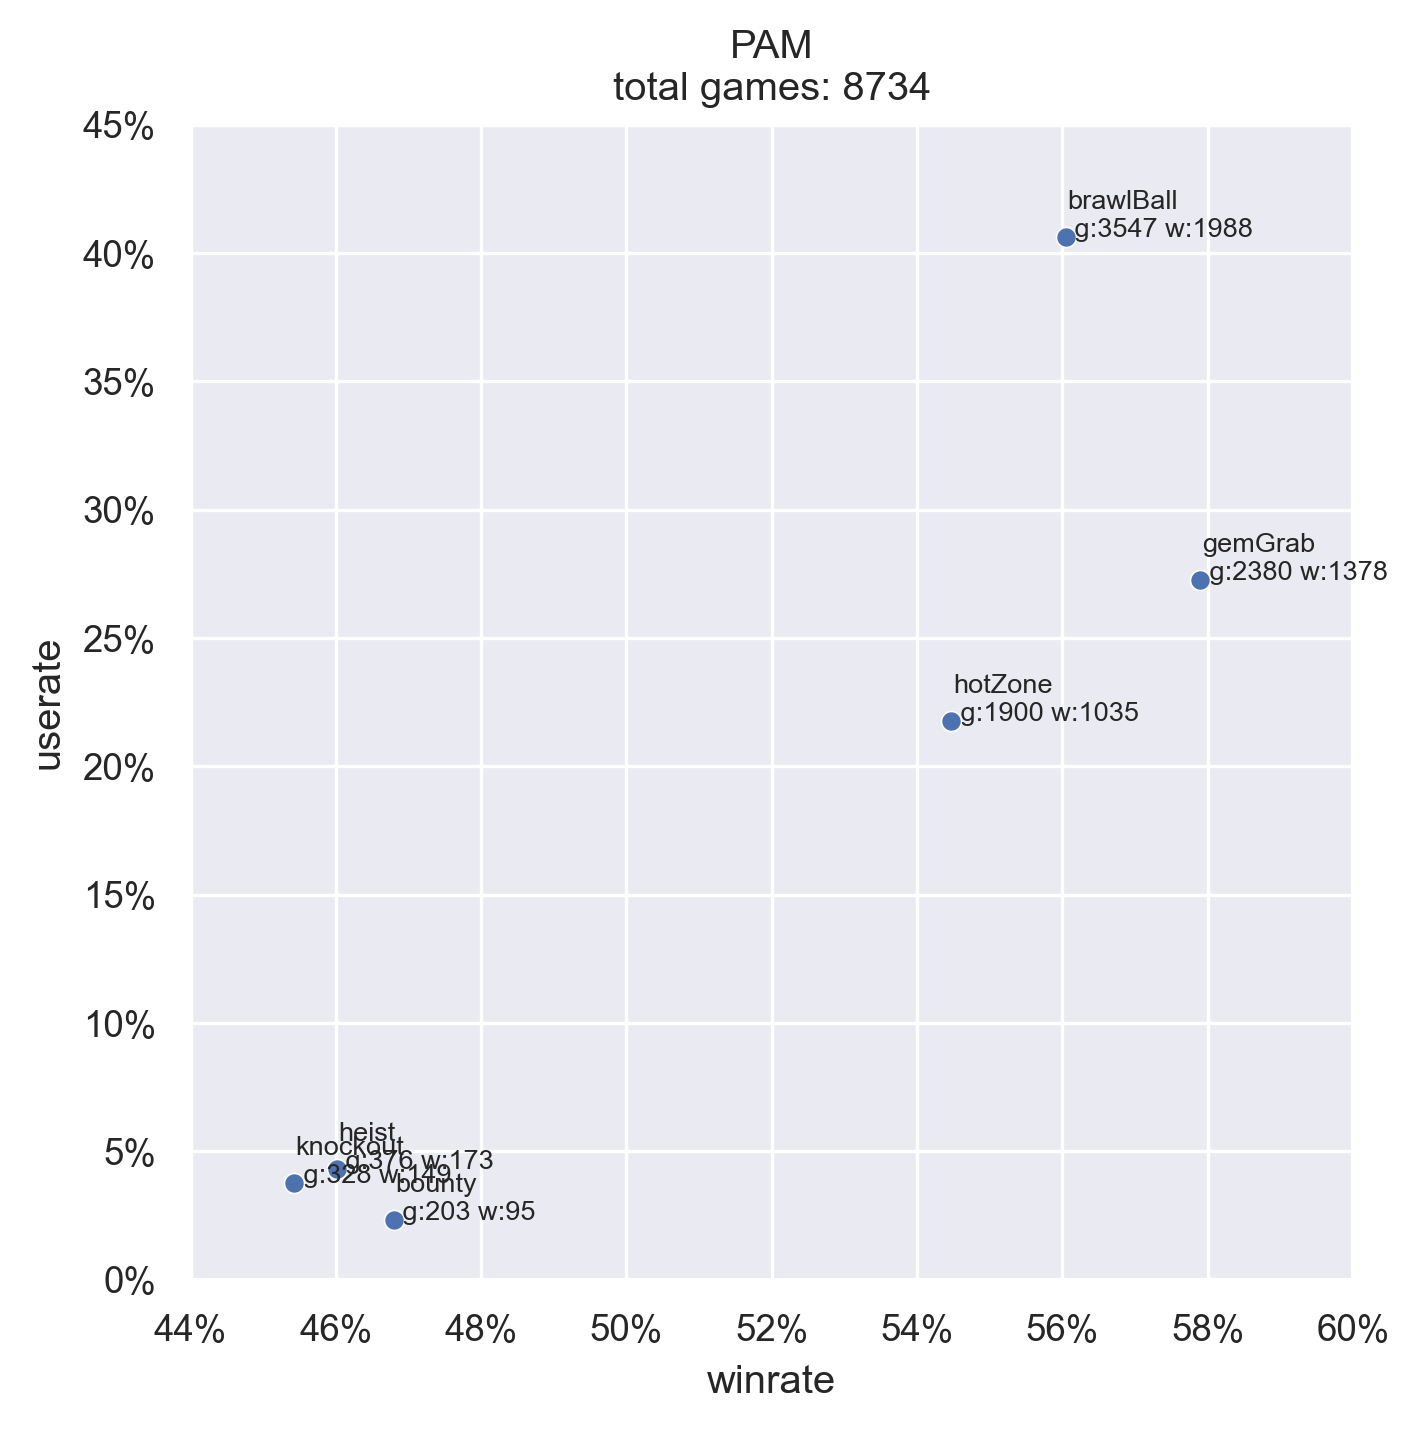 PAM
total games: 8734
45%
40%
35%
30%
25%
20%
15%
10%
5%
0%
userate
brawlBall
g:3547 w:1988
gemGrab
g:2380 w:1378
hotZone
g:1900 w:1035
heist
g:376 w:173
knockout
g:328 w:149
bounty
g:203 w:95
44%
46%
48%
50%
52%
54%
56%
58%
60%
winrate